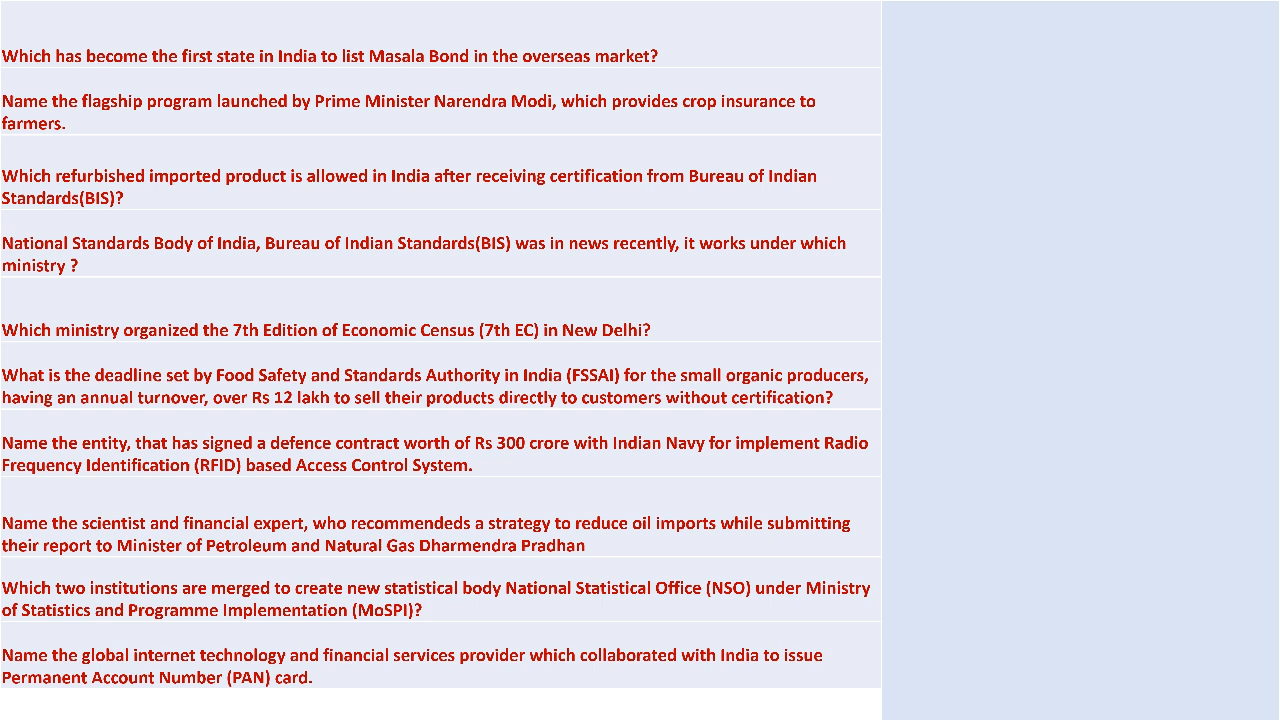 Which has become the first state in India to list Masala Bond in the overseas market?
Name the flagship program launched by Prime Minister Narendra Modi, which provides crop insurance to
farmers.
Which refurbished imported product is allowed in India after receiving certification from Bureau of Indian
Standards(BIS)?
National Standards Body of India, Bureau of Indian Standards(BIS) was in news recently, it works under which
ministry ?
Which ministry organized the 7th Edition of Economic Census (7th EC) in New Delhi?
What is the deadline set by Food Safety and Standards Authority in India (FSSAI) for the small organic producers,
having an annual turnover, over Rs 12 lakh to sell their products directly to customers without certification?
Name the entity, that has signed a defence contract worth of Rs 300 crore with Indian Navy for implement Radio
Frequency Identification (RFID) based Access Control System.
Name the scientist and financial expert, who recommendeds a strategy to reduce oil imports while submitting
their report to Minister of Petroleum and Natural Gas Dharmendra Pradhan
Which two institutions are merged to create new statistical body National Statistical Office (NSO) under Ministry
of Statistics and Programme Implementation (MoSPI)?
Name the global internet technology and financial services provider which collaborated with India to issue
Permanent Account Number (PAN) card.